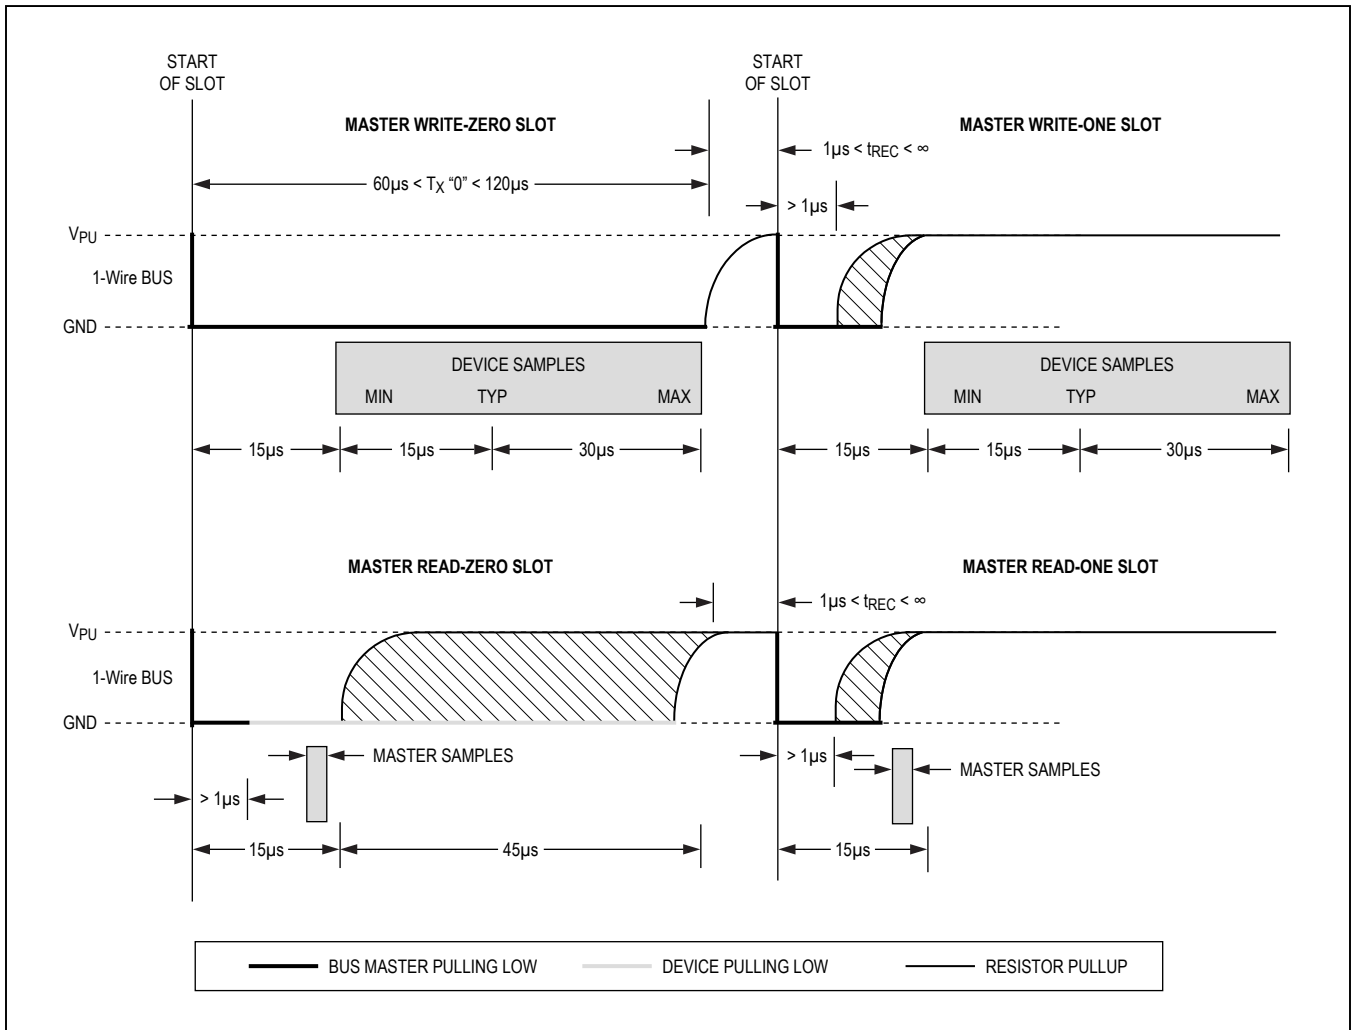 START
OF SLOT
START
OF SLOT
MASTER WRITE-ZERO SLOT
MASTER WRITE-ONE SLOT
1µs < tREC < ∞
60µs < TX “0” < 120µs
> 1µs
VPU
1-Wire BUS
GND
DEVICE SAMPLES
MIN TYP MAX
DEVICE SAMPLES
MIN TYP MAX
15µs 15µs 30µs 15µs 15µs 30µs
MASTER READ-ZERO SLOT
MASTER READ-ONE SLOT
1µs < tREC < ∞
VPU
1-Wire BUS
GND
MASTER SAMPLES
> 1µs
> 1µs
MASTER SAMPLES
15µs 45µs 15µs
BUS MASTER PULLING LOW DEVICE PULLING LOW RESISTOR PULLUP